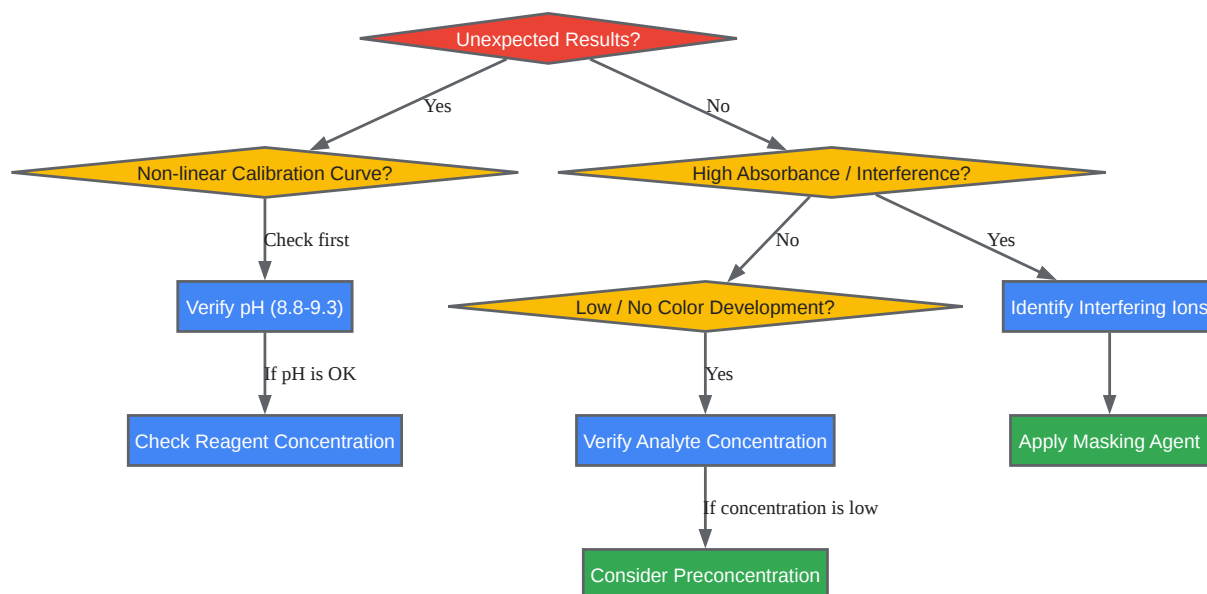 Unexpected Results?
Yes
No
Non-linear Calibration Curve?
High Absorbance / Interference?
Check first
No
Yes
Verify pH (8.8-9.3)
Low / No Color Development?
Identify Interfering Ions
If pH is OK
Yes
Check Reagent Concentration
Verify Analyte Concentration
Apply Masking Agent
If concentration is low
Consider Preconcentration